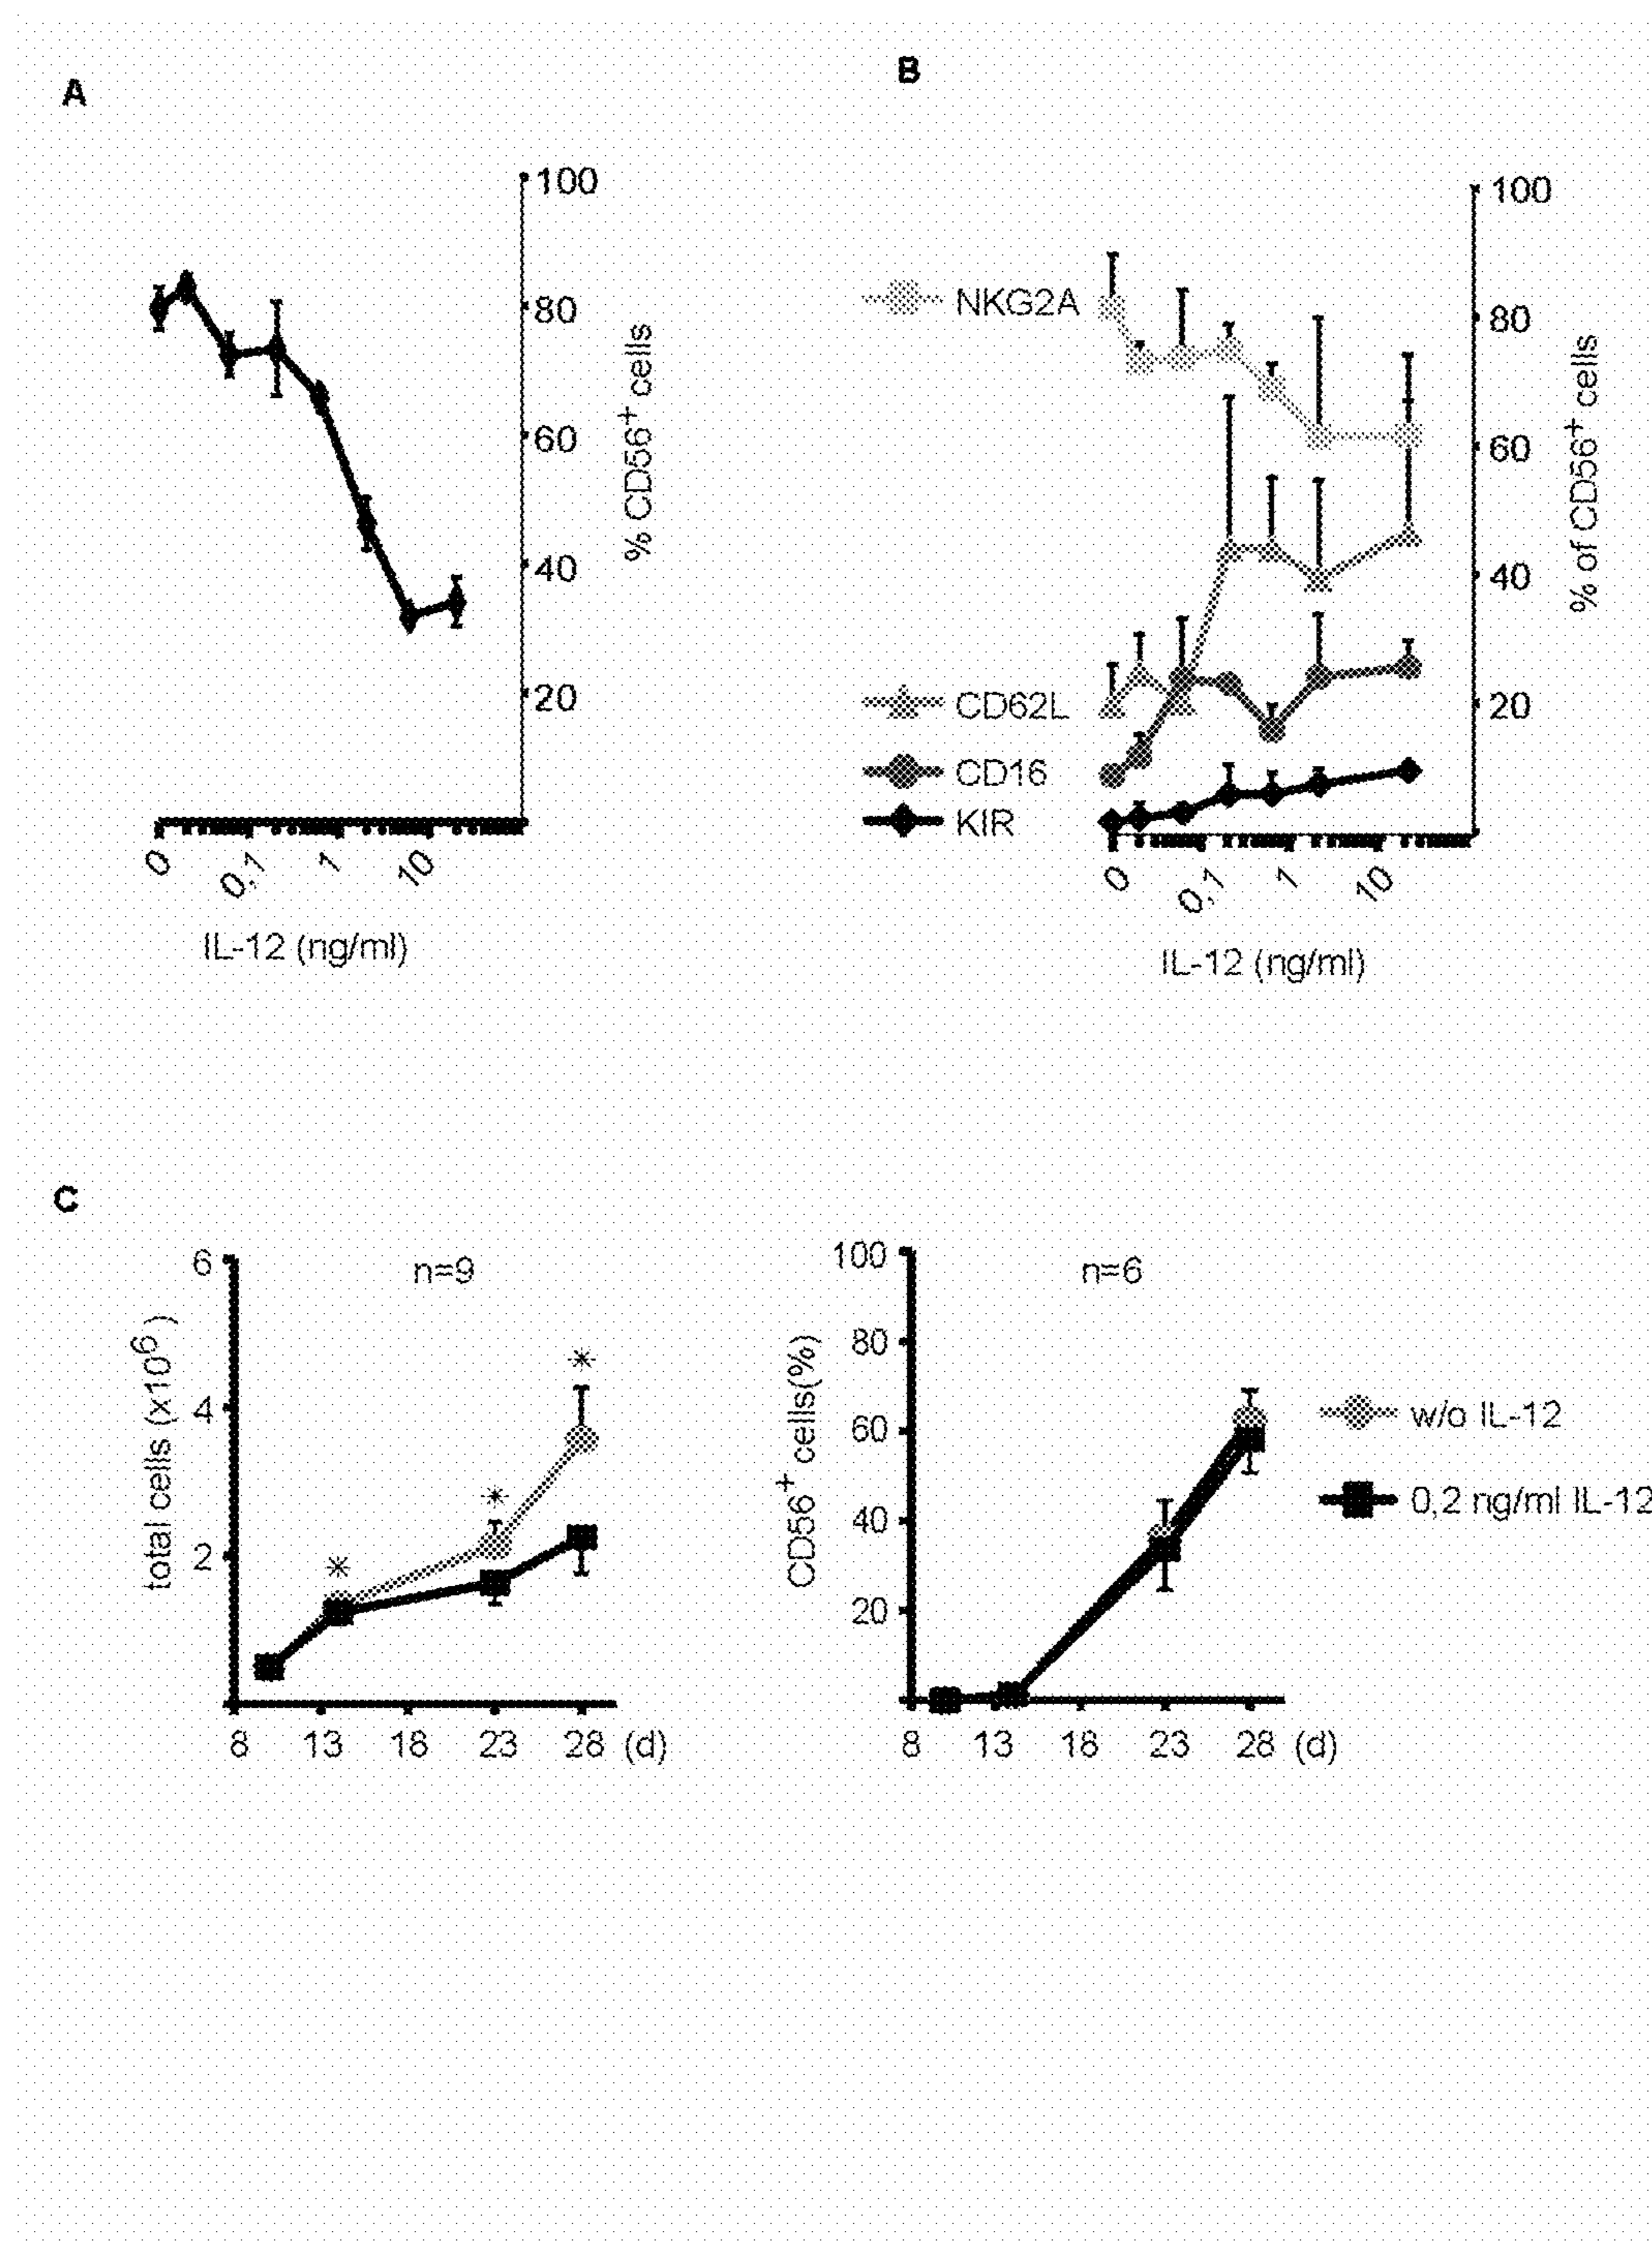 A
100
80
60
40
20
% CD56+ cells
0
0,1
1
10
IL-12 (ng/ml)
B
NKG2A
CD62L
CD16
KIR
100
80
60
40
20
% of CD56+ cells
0
0,1
1
10
IL-12 (ng/ml)
C
6
4
2
total cells (x10⁶)
n=9
*
*
*
8 13 18 23 28 (d)
100
80
60
40
20
CD56+ cells(%)
n=6
8 13 18 23 28 (d)
w/o IL-12
0,2 ng/ml IL-12